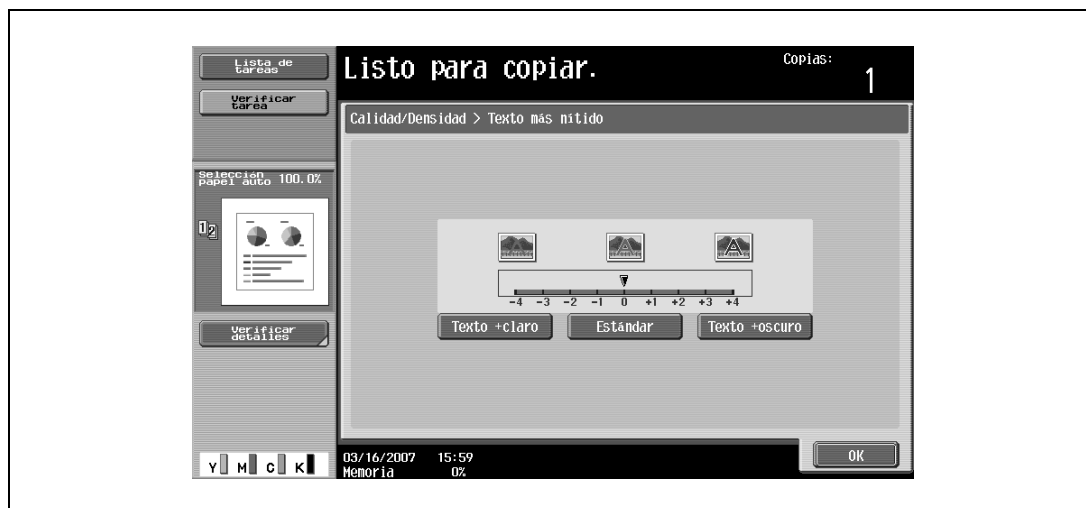 Lista de
tareas
Verificar
tarea
Listo para copiar.
Copias:
1
Calidad/Densidad > Texto más nítido
Selección
papel auto 100.0%
12
-4 -3 -2 -1 0 +1 +2 +3 +4
Texto +claro Estándar Texto +oscuro
Verificar
detalles
Y M C K
03/16/2007 15:59
Memoria 0%
OK